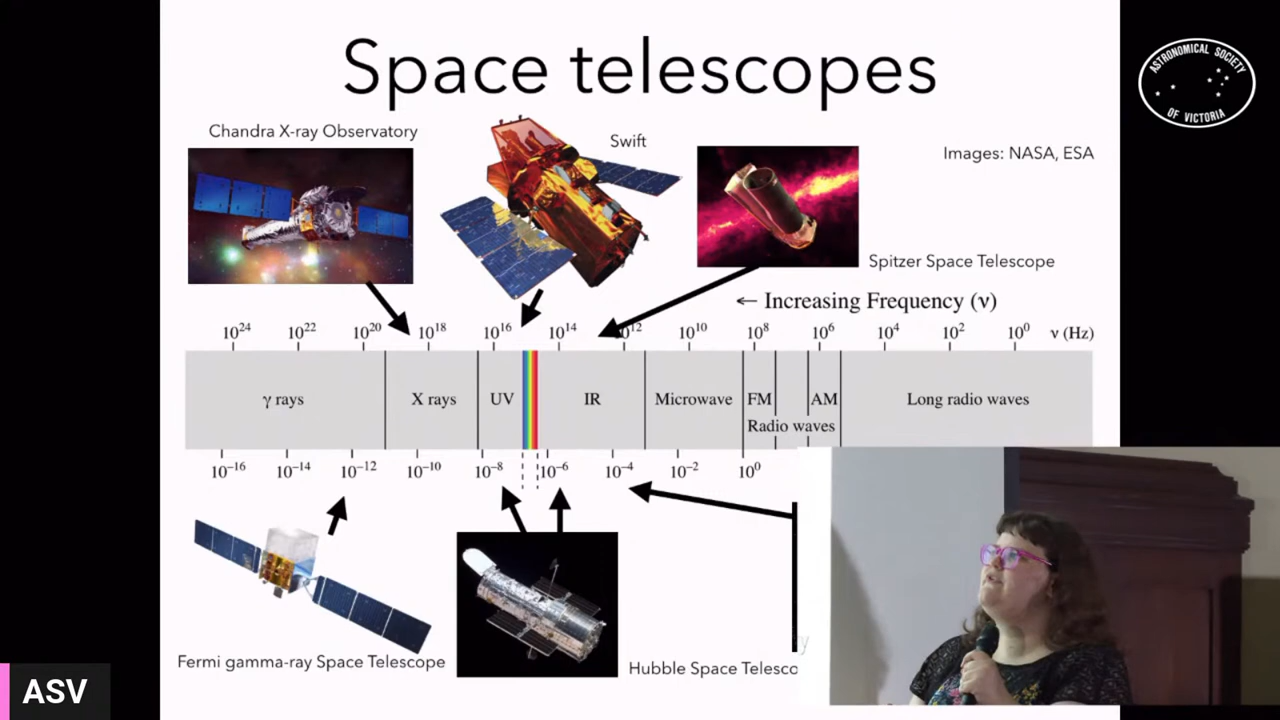 Space telescopes
ASTRONOMICAL SOCIETY
OF VICTORIA
Chandra X-ray Observatory
Swift
Images: NASA, ESA
Spitzer Space Telescope
← Increasing Frequency (ν)
10²⁴ 10²² 10²⁰ 10¹⁸ 10¹⁶ 10¹⁴ 10¹² 10¹⁰ 10⁸ 10⁶ 10⁴ 10² 10⁰ ν (Hz)
γ rays X rays UV IR Microwave FM AM Long radio waves
Radio waves
10⁻¹⁶ 10⁻¹⁴ 10⁻¹² 10⁻¹⁰ 10⁻⁸ 10⁻⁶ 10⁻⁴ 10⁻² 10⁰
Fermi gamma-ray Space Telescope
Hubble Space Telesco
ASV